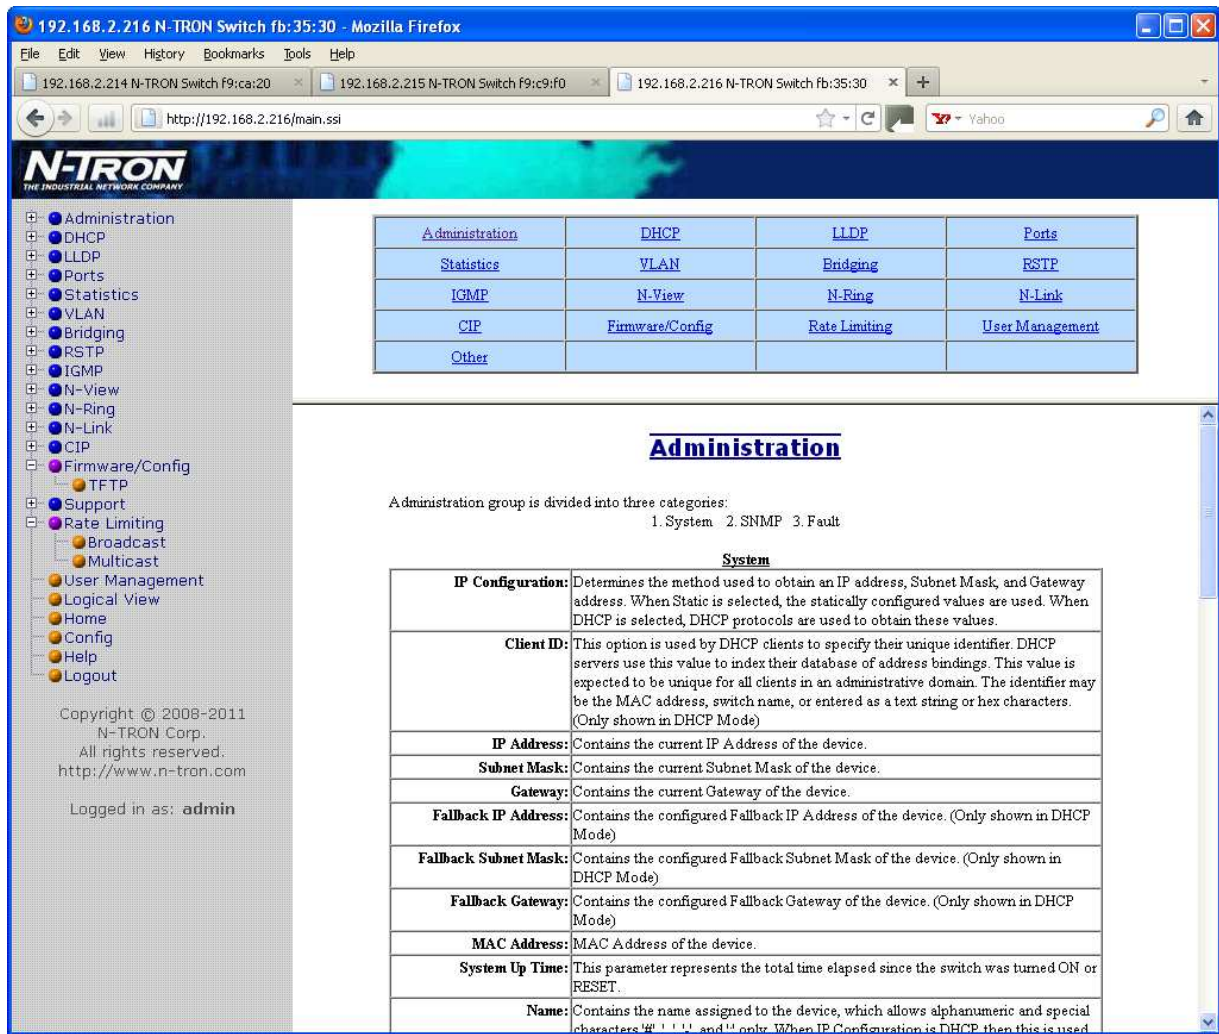 192.168.2.216 N-TRON Switch fb:35:30 - Mozilla Firefox
File Edit View History Bookmarks Tools Help
192.168.2.214 N-TRON Switch f9:ca:20
192.168.2.215 N-TRON Switch f9:c9:f0
192.168.2.216 N-TRON Switch fb:35:30
http://192.168.2.216/main.ssi
Yahoo
N-TRON
THE INDUSTRIAL NETWORK COMPANY
Administration
DHCP
LLDP
Ports
Statistics
VLAN
Bridging
RSTP
IGMP
N-View
N-Ring
N-Link
CIP
Firmware/Config
TFTP
Support
Rate Limiting
Broadcast
Multicast
User Management
Logical View
Home
Config
Help
Logout
Copyright © 2008-2011
N-TRON Corp.
All rights reserved.
http://www.n-tron.com
Logged in as: admin
Administration DHCP LLDP Ports
Statistics VLAN Bridging RSTP
IGMP N-View N-Ring N-Link
CIP Firmware/Config Rate Limiting User Management
Other
Administration
Administration group is divided into three categories:
1. System 2. SNMP 3. Fault
System
IP Configuration: Determines the method used to obtain an IP address, Subnet Mask, and Gateway
address. When Static is selected, the statically configured values are used. When
DHCP is selected, DHCP protocols are used to obtain these values.
Client ID: This option is used by DHCP clients to specify their unique identifier. DHCP
servers use this value to index their database of address bindings. This value is
expected to be unique for all clients in an administrative domain. The identifier may
be the MAC address, switch name, or entered as a text string or hex characters.
(Only shown in DHCP Mode)
IP Address: Contains the current IP Address of the device.
Subnet Mask: Contains the current Subnet Mask of the device.
Gateway: Contains the current Gateway of the device.
Fallback IP Address: Contains the configured Fallback IP Address of the device. (Only shown in DHCP
Mode)
Fallback Subnet Mask: Contains the configured Fallback Subnet Mask of the device. (Only shown in
DHCP Mode)
Fallback Gateway: Contains the configured Fallback Gateway of the device. (Only shown in DHCP
Mode)
MAC Address: MAC Address of the device.
System Up Time: This parameter represents the total time elapsed since the switch was turned ON or
RESET.
Name: Contains the name assigned to the device, which allows alphanumeric and special
characters only. When IP Configuration is DHCP then this is used